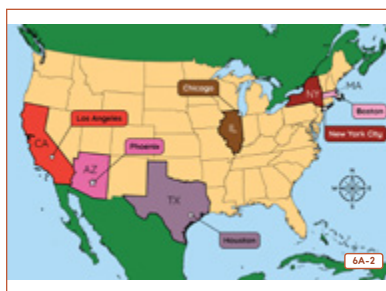 NY
MA
Chicago
Boston
IL
Los Angeles
New York City
CA
Phoenix
AZ
TX
Houston
6A-2